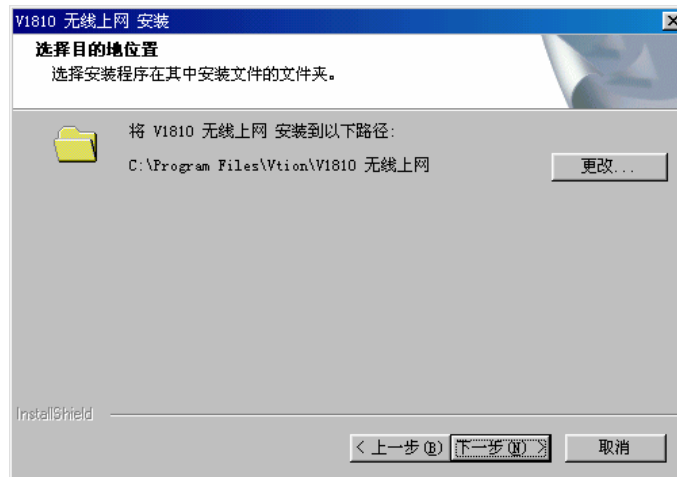 V1810 无线上网 安装
选择目的地位置
选择安装程序在其中安装文件的文件夹。
将 V1810 无线上网 安装到以下路径:
C:\Program Files\Vtion\V1810 无线上网
更改...
InstallShield
< 上一步(B) 下一步(N) > 取消